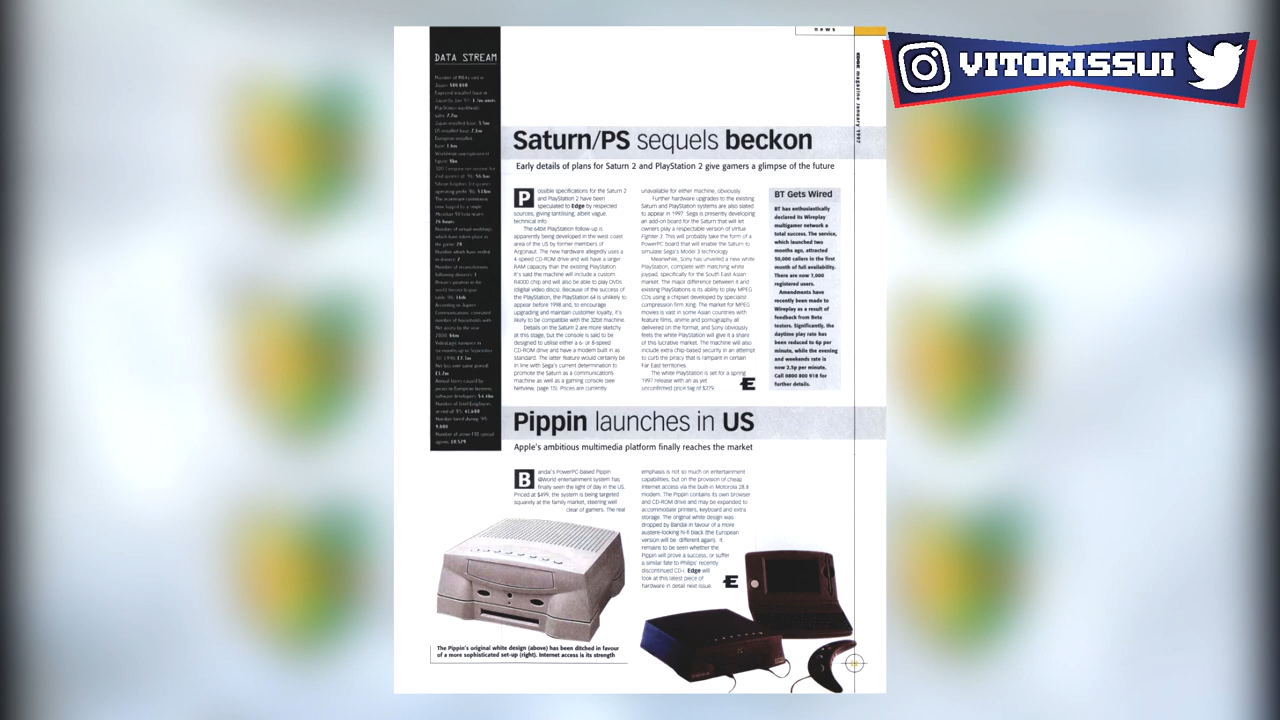 news
EDGE magazine January 1997
VITORISSUI
DATA STREAM
Saturn/PS sequels beckon
Early details of plans for Saturn 2 and PlayStation 2 give gamers a glimpse of the future
Possible specifications for the Saturn 2
and PlayStation 2 have been
speculated to Edge by respected
sources, giving tantalising, albeit vague,
technical info.
The 64bit PlayStation follow-up is
apparently being developed in the west coast
area of the US by former members of
Argonaut. The new hardware allegedly uses a
4-speed CD-ROM drive and will have a larger
RAM capacity than the existing PlayStation
It's said the machine will include a custom
R4000 chip and will also be able to play DVDs
(digital video discs). Because of the success of
the PlayStation, the PlayStation 64 is unlikely to
appear before 1998 and, to encourage
upgrading and maintain customer loyalty, it's
likely to be compatible with the 32bit machine.
Details on the Saturn 2 are more sketchy
at this stage, but the console is said to be
designed to utilise either a 6- or 8-speed
CD-ROM drive and have a modem built in as
standard. The latter feature would certainly be
in line with Sega's current determination to
promote the Saturn as a communications
machine as well as a gaming console (see
Netview, page 15). Prices are currently
unavailable for either machine, obviously.
Further hardware upgrades to the existing
Saturn and PlayStation systems are also slated
to appear in 1997. Sega is presently developing
an add-on board for the Saturn that will let
owners play a respectable version of Virtua
Fighter 3. This will probably take the form of a
PowerPC board that will enable the Saturn to
simulate Sega's Model 3 technology.
Meanwhile, Sony has unveiled a new white
PlayStation, complete with matching white
joypad, specifically for the South East Asian
market. The major difference between it and
existing PlayStations is its ability to play MPEG
CDs using a chipset developed by specialist
compression firm Xing. The market for MPEG
movies is vast in some Asian countries with
feature films, anime and pornography all
delivered on the format, and Sony obviously
feels the white PlayStation will give it a share
of this lucrative market. The machine will also
include extra chip-based security in an attempt
to curb the piracy that is rampant in certain
Far East territories.
The white PlayStation is set for a spring
1997 release with an as yet
unconfirmed price tag of $279.
BT Gets Wired
BT has enthusiastically
declared its Wireplay
multigamer network a
total success. The service,
which launched two
months ago, attracted
50,000 callers in the first
month of full availability.
There are now 7,000
registered users.
Amendments have
recently been made to
Wireplay as a result of
feedback from Beta
testers. Significantly, the
daytime play rate has
been reduced to 6p per
minute, while the evening
and weekends rate is
now 2.5p per minute.
Call 0800 800 918 for
further details.
Pippin launches in US
Apple's ambitious multimedia platform finally reaches the market
Bandai's PowerPC-based Pippin
@World entertainment system has
finally seen the light of day in the US.
Priced at $499, the system is being targeted
squarely at the family market, steering well
clear of gamers. The real
emphasis is not so much on entertainment
capabilities, but on the provision of cheap
Internet access via the built-in Motorola 28.8
modem. The Pippin contains its own browser
and CD-ROM drive and may be expanded to
accommodate printers, keyboard and extra
storage. The original white design was
dropped by Bandai in favour of a more
austere-looking hi-fi black (the European
version will be different again). It
remains to be seen whether the
Pippin will prove a success, or suffer
a similar fate to Philips' recently
discontinued CD-i. Edge will
look at this latest piece of
hardware in detail next issue.
The Pippin's original white design (above) has been ditched in favour
of a more sophisticated set-up (right). Internet access is its strength